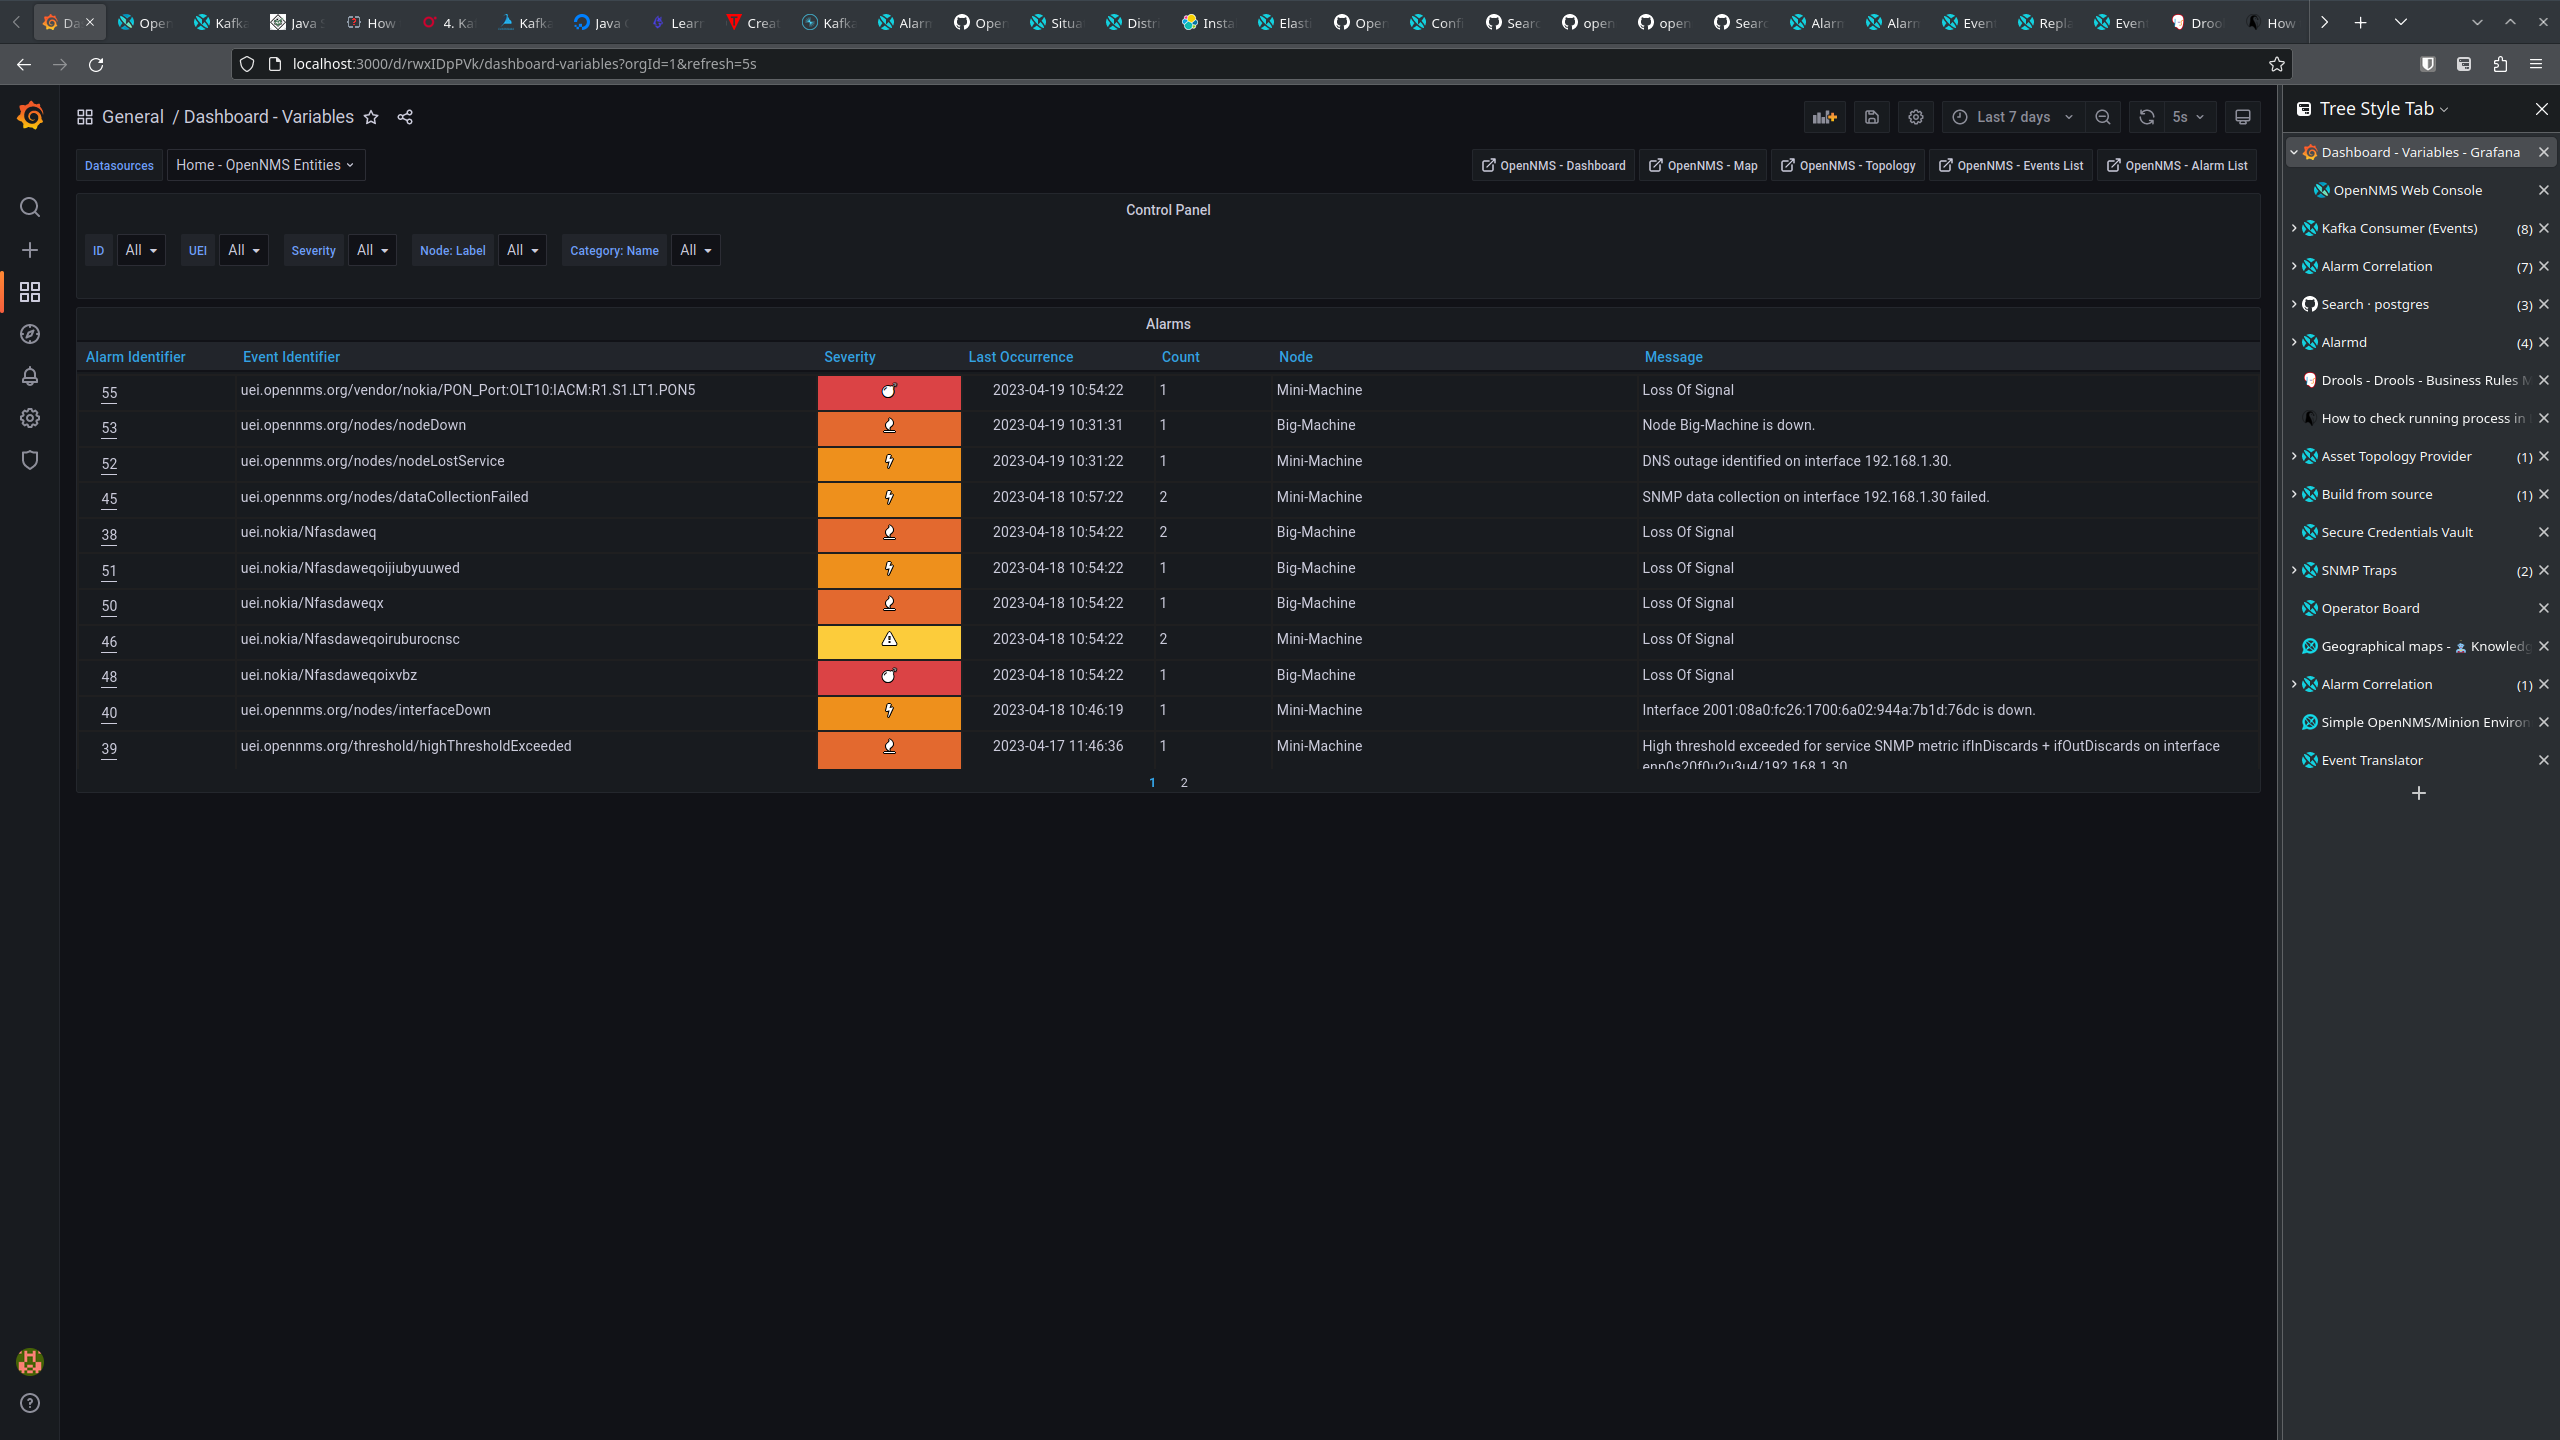 Da Open Kafka Java S How 4. Ka Kafka Java C Lear Creat Kafka Alarm Open Situa Distri Insta Elasti Open Confi Searc open open Searc Alarm Alarm Event Repla Event Droo How
localhost:3000/d/rwxIDpPVk/dashboard-variables?orgId=1&refresh=5s
General / Dashboard - Variables
Last 7 days
5s
Datasources Home - OpenNMS Entities
OpenNMS - Dashboard OpenNMS - Map OpenNMS - Topology OpenNMS - Events List OpenNMS - Alarm List
Control Panel
ID All UEI All Severity All Node: Label All Category: Name All
Alarms
Alarm Identifier Event Identifier Severity Last Occurrence Count Node Message
55 uei.opennms.org/vendor/nokia/PON_Port:OLT10:IACM:R1.S1.LT1.PON5 2023-04-19 10:54:22 1 Mini-Machine Loss Of Signal
53 uei.opennms.org/nodes/nodeDown 2023-04-19 10:31:31 1 Big-Machine Node Big-Machine is down.
52 uei.opennms.org/nodes/nodeLostService 2023-04-19 10:31:22 1 Mini-Machine DNS outage identified on interface 192.168.1.30.
45 uei.opennms.org/nodes/dataCollectionFailed 2023-04-18 10:57:22 2 Mini-Machine SNMP data collection on interface 192.168.1.30 failed.
38 uei.nokia/Nfasdaweq 2023-04-18 10:54:22 2 Big-Machine Loss Of Signal
51 uei.nokia/Nfasdaweqoijiubyuuwed 2023-04-18 10:54:22 1 Big-Machine Loss Of Signal
50 uei.nokia/Nfasdaweqx 2023-04-18 10:54:22 1 Big-Machine Loss Of Signal
46 uei.nokia/Nfasdaweqoiruburocnsc 2023-04-18 10:54:22 2 Mini-Machine Loss Of Signal
48 uei.nokia/Nfasdaweqoixvbz 2023-04-18 10:54:22 1 Big-Machine Loss Of Signal
40 uei.opennms.org/nodes/interfaceDown 2023-04-18 10:46:19 1 Mini-Machine Interface 2001:08a0:fc26:1700:6a02:944a:7b1d:76dc is down.
39 uei.opennms.org/threshold/highThresholdExceeded 2023-04-17 11:46:36 1 Mini-Machine High threshold exceeded for service SNMP metric ifInDiscards + ifOutDiscards on interface
enp0s20f0u2u3u4/192.168.1.30
1 2
Tree Style Tab
Dashboard - Variables - Grafana
OpenNMS Web Console
Kafka Consumer (Events) (8)
Alarm Correlation (7)
Search · postgres (3)
Alarmd (4)
Drools - Drools - Business Rules M
How to check running process in
Asset Topology Provider (1)
Build from source (1)
Secure Credentials Vault
SNMP Traps (2)
Operator Board
Geographical maps - Knowledg
Alarm Correlation (1)
Simple OpenNMS/Minion Environ
Event Translator